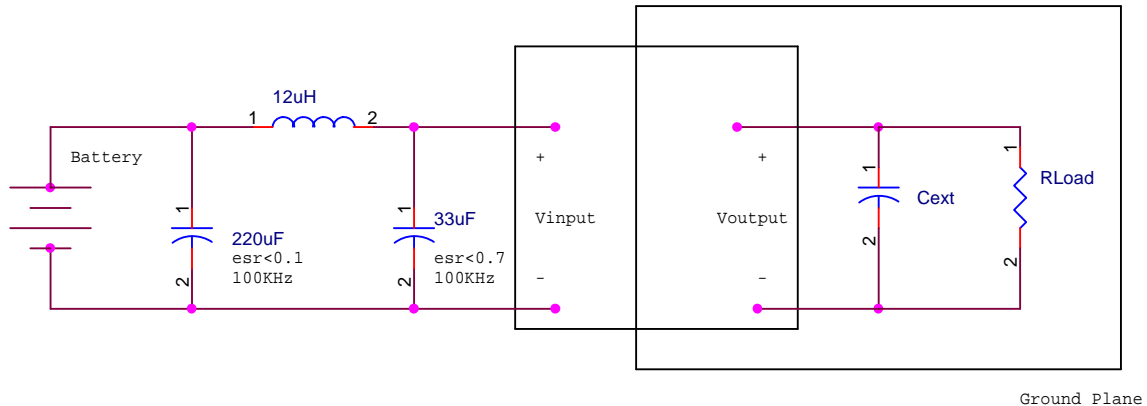 12uH
1 2
Battery
+
+
1
1
RLoad
1
1
Cext
33uF
Vinput
Voutput
220uF
esr<0.1
100KHz
esr<0.7
100KHz
2
2
2
2
-
-
Ground Plane